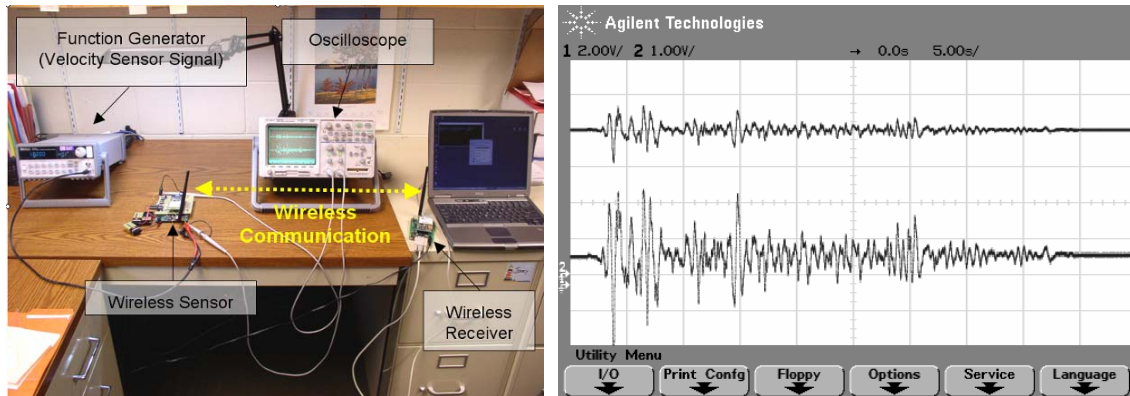 Function Generator
(Velocity Sensor Signal)
Oscilloscope
Wireless
Communication
Wireless Sensor
Wireless
Receiver
Agilent Technologies
1 2.00V/ 2 1.00V/ → 0.0s 5.00s/
Utility Menu
I/O Print Confg Floppy Options Service Language